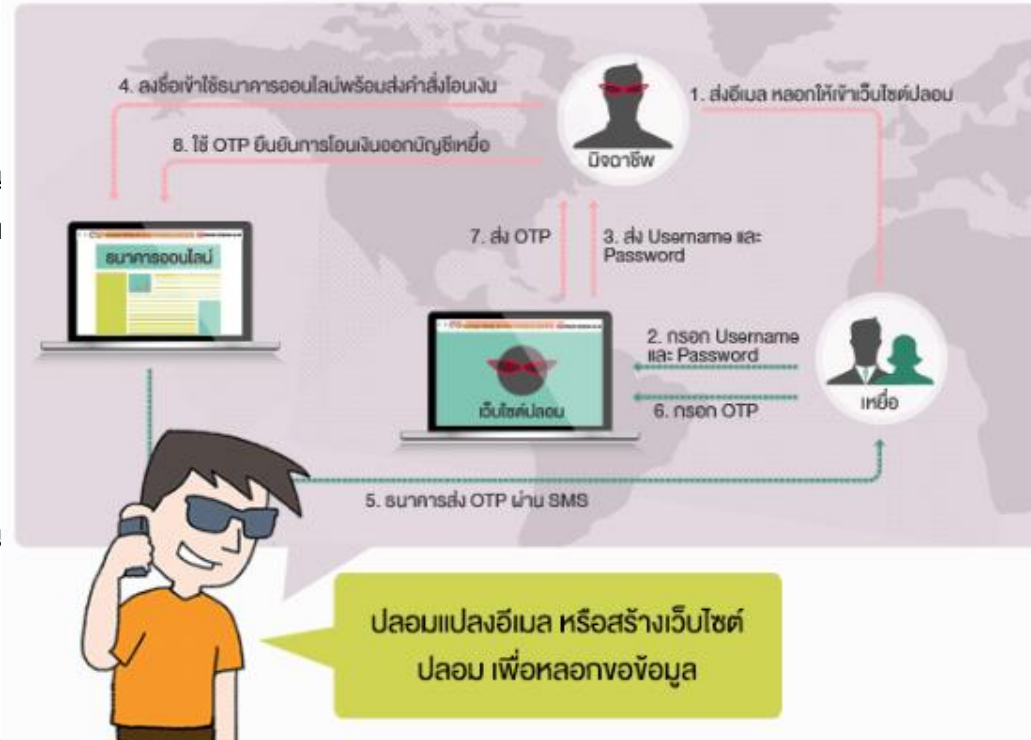 4. ลงชื่อเข้าใช้ธนาคารออนไลน์พร้อมส่งคำสั่งโอนเงิน
1. ส่งอีเมล หลอกให้เข้าเว็บไซต์ปลอม
8. ใช้ OTP ยืนยันการโอนเงินออกบัญชีเหยื่อ
มิจฉาชีพ
7. ส่ง OTP
3. ส่ง Username และ
Password
ธนาคารออนไลน์
2. กรอก Username
และ Password
เว็บไซต์ปลอม
6. กรอก OTP
เหยื่อ
5. ธนาคารส่ง OTP ผ่าน SMS
ปลอมแปลงอีเมล หรือสร้างเว็บไซต์
ปลอม เพื่อหลอกขอข้อมูล